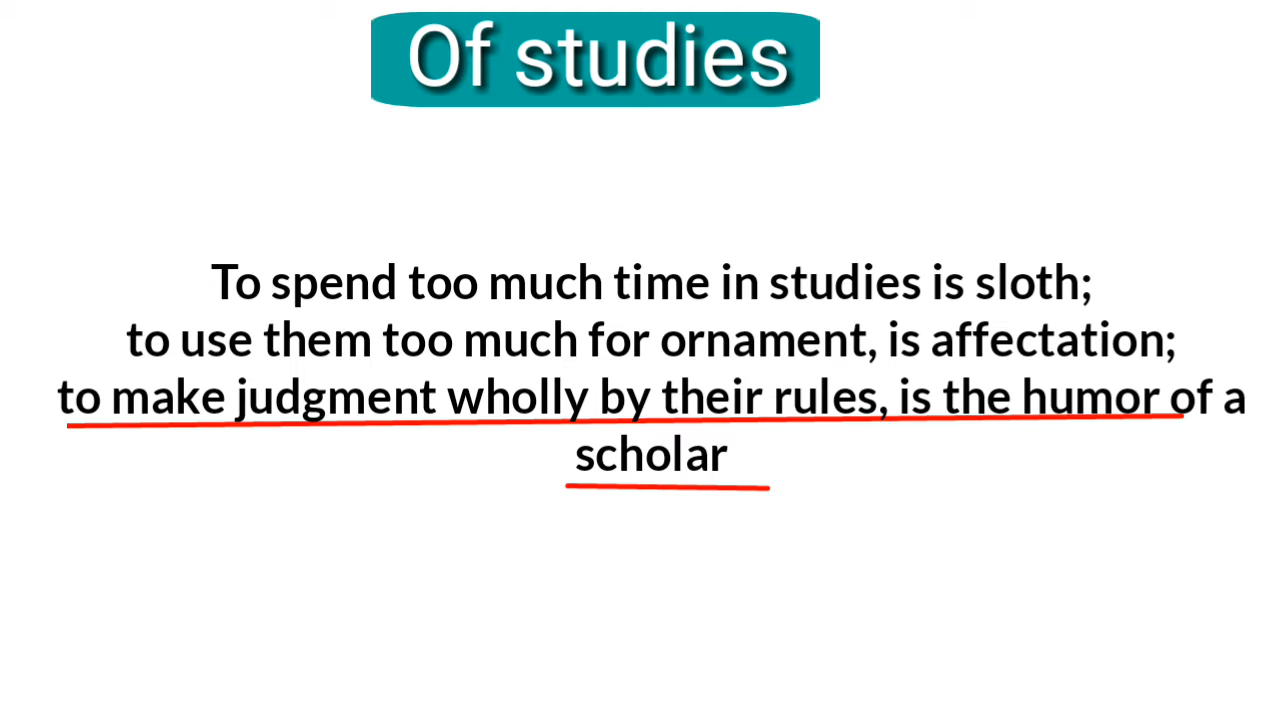 Of studies
To spend too much time in studies is sloth;
to use them too much for ornament, is affectation;
to make judgment wholly by their rules, is the humor of a
scholar